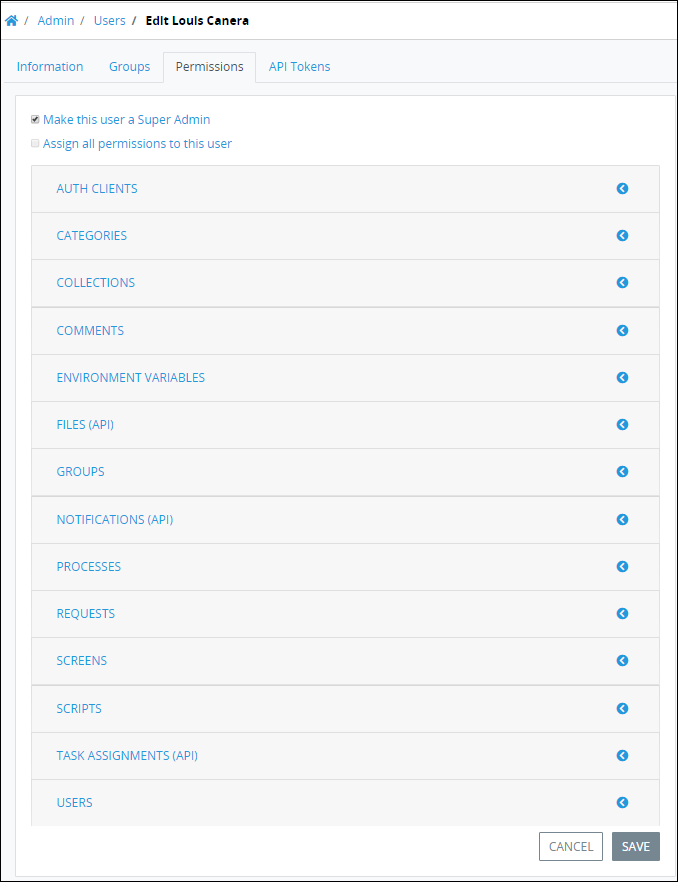 / Admin / Users / Edit Louis Canera
Information Groups Permissions API Tokens
Make this user a Super Admin
Assign all permissions to this user
AUTH CLIENTS
CATEGORIES
COLLECTIONS
COMMENTS
ENVIRONMENT VARIABLES
FILES (API)
GROUPS
NOTIFICATIONS (API)
PROCESSES
REQUESTS
SCREENS
SCRIPTS
TASK ASSIGNMENTS (API)
USERS
CANCEL SAVE